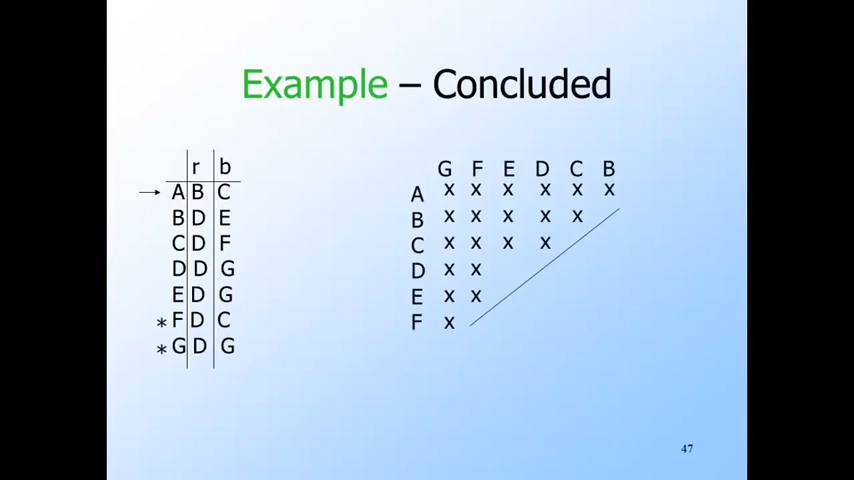 Example – Concluded
r b
A B C
B D E
C D F
D D G
E D G
* F D C
* G D G
G F E D C B
A x x x x x x
B x x x x x
C x x x x
D x x
E x x
F x
47